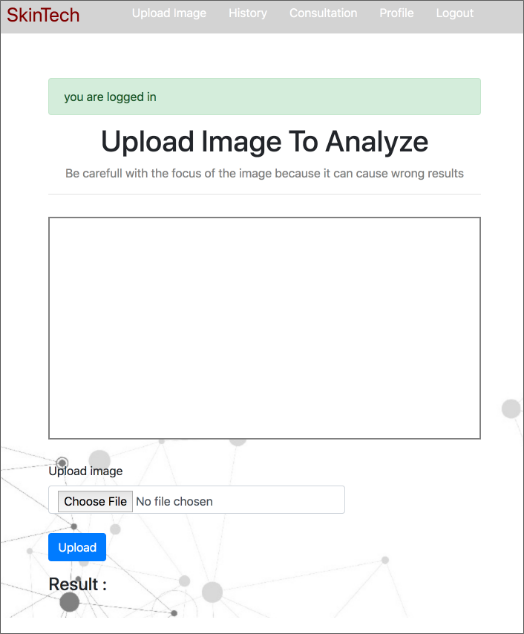 SkinTech Upload Image History Consultation Profile Logout
you are logged in
Upload Image To Analyze
Be carefull with the focus of the image because it can cause wrong results
Upload image
Choose File No file chosen
Upload
Result :